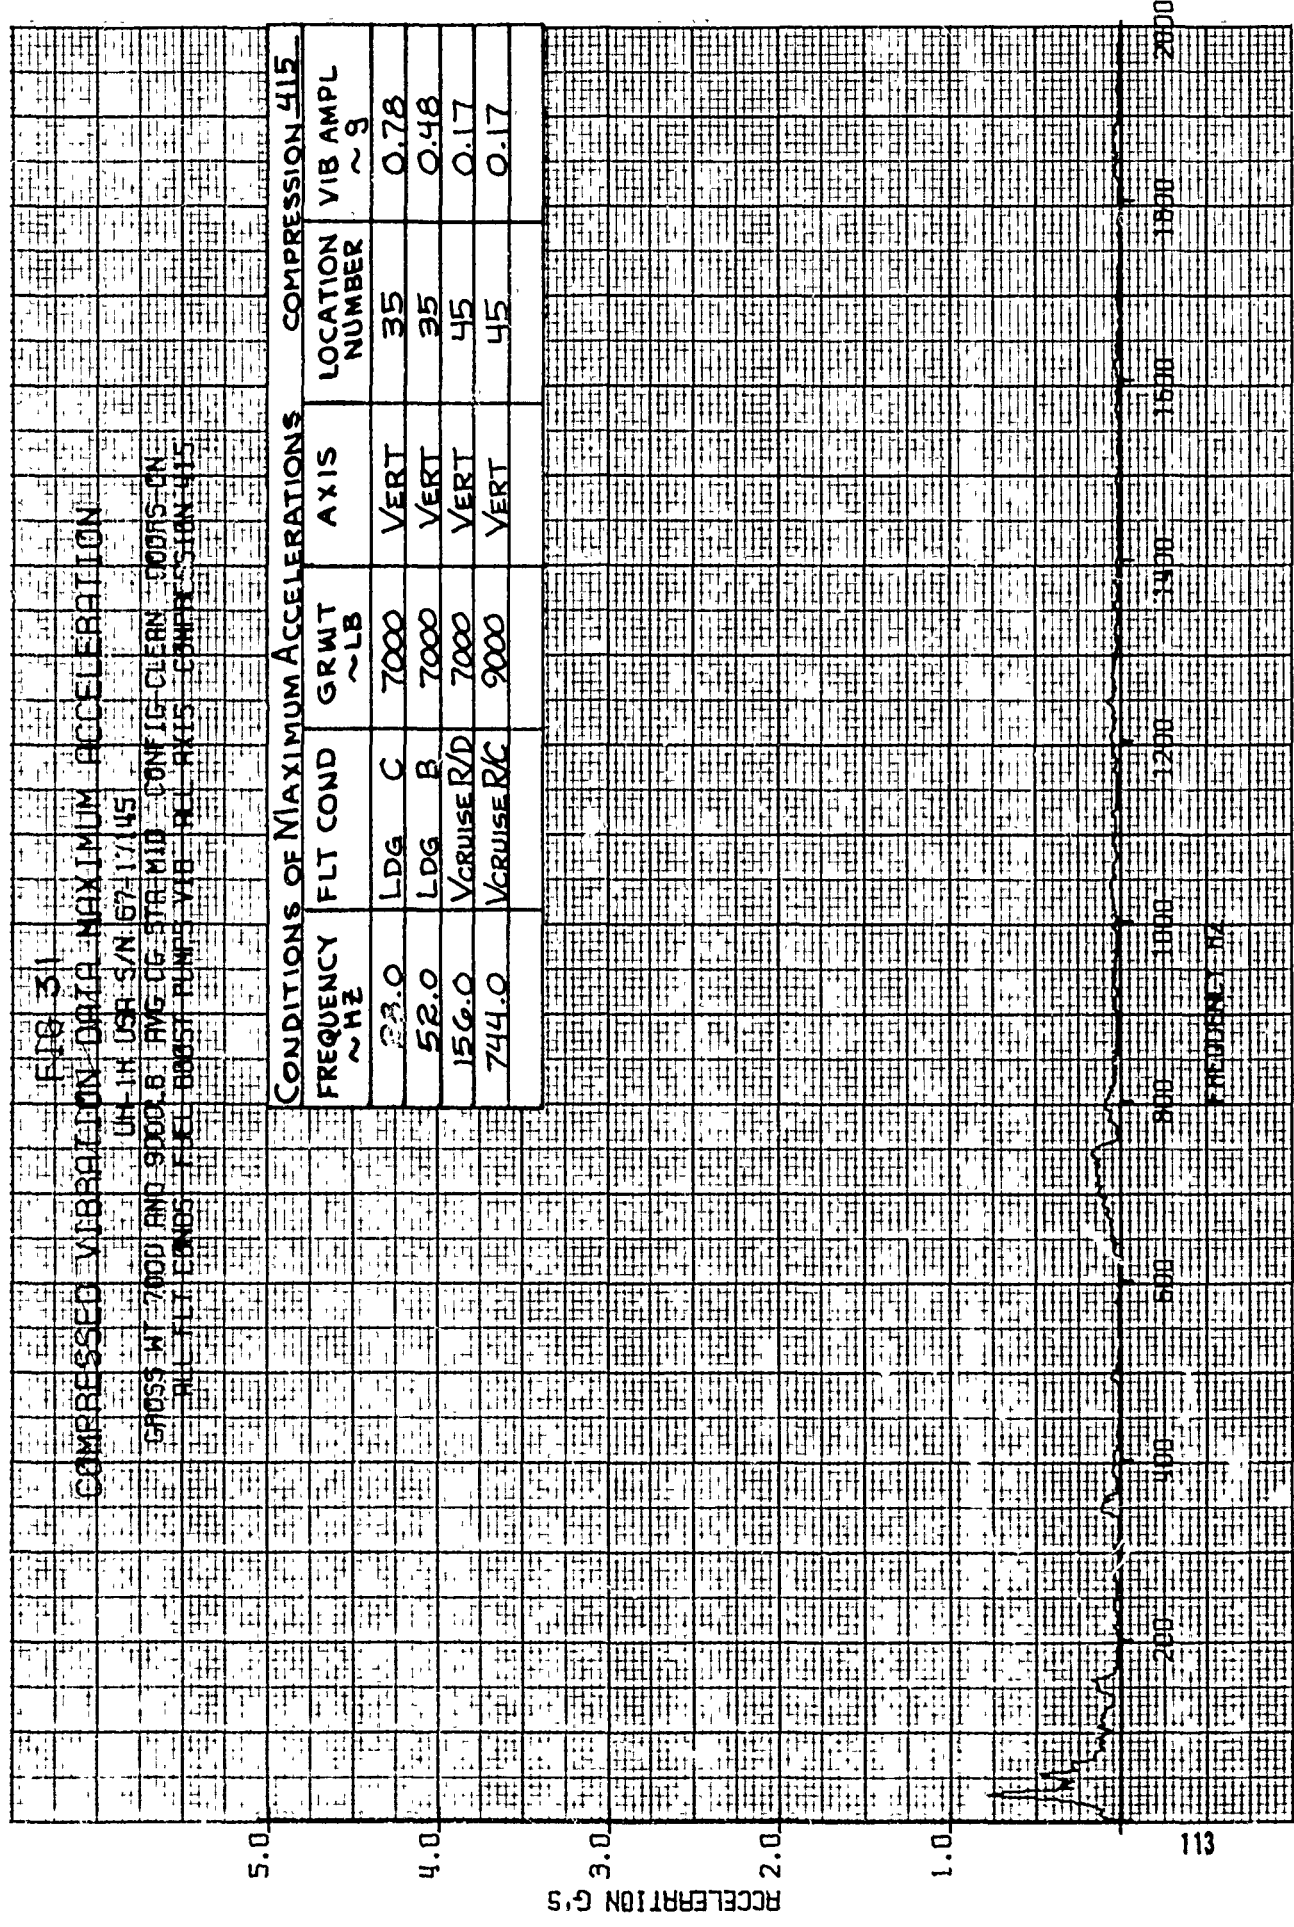 FIG 31
COMPRESSED VIBRATION DATA MAXIMUM ACCELERATION
UH-1H USA S/N 67-17145
GROSS WT 7000 AND 9000LB AVG CG STA MID CONFIG-CLEAN DOORS-ON
ALL FLT CONDS FUEL BOOST PUMPS VIB ALL AXIS COMPRESSION 415
CONDITIONS OF MAXIMUM ACCELERATIONS COMPRESSION 415
FREQUENCY ~HZ FLT COND GRWIT ~LB AXIS LOCATION NUMBER VIB AMPL ~g
23.0 LDG C 7000 VERT 35 0.78
52.0 LDG B 7000 VERT 35 0.48
156.0 VCRUISE R/D 7000 VERT 45 0.17
744.0 VCRUISE R/C 9000 VERT 45 0.17
ACCELERATION G'S
5.0
4.0
3.0
2.0
1.0
200 400 600 800 1000 1200 1400 1600 1800 2000
FREQUENCY HZ
113